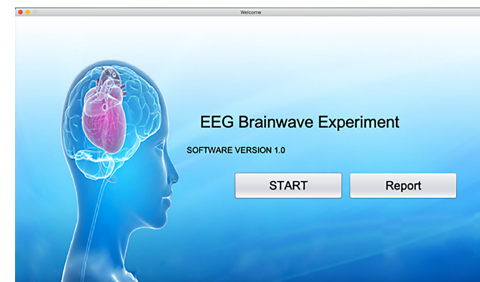 Welcome
EEG Brainwave Experiment
SOFTWARE VERSION 1.0
START
Report